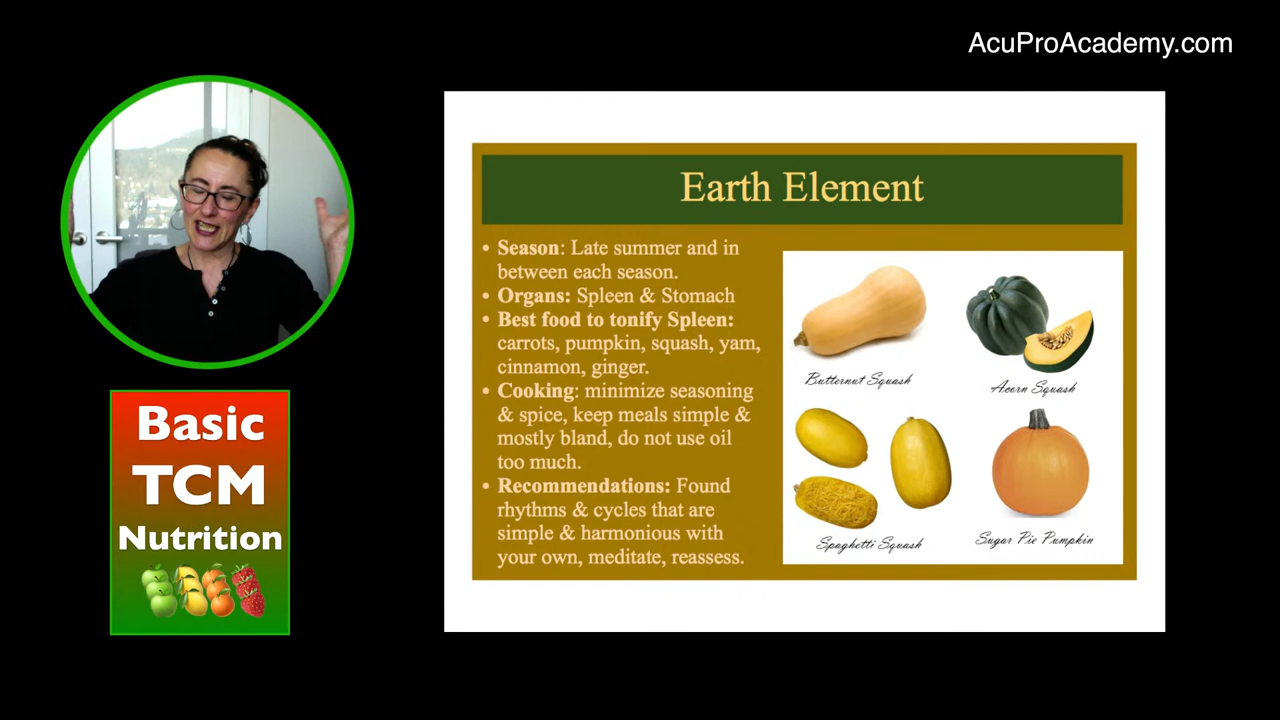 AcuProAcademy.com
Earth Element
• Season: Late summer and in
between each season.
• Organs: Spleen & Stomach
• Best food to tonify Spleen:
carrots, pumpkin, squash, yam,
cinnamon, ginger.
• Cooking: minimize seasoning
& spice, keep meals simple &
mostly bland, do not use oil
too much.
• Recommendations: Found
rhythms & cycles that are
simple & harmonious with
your own, meditate, reassess.
Butternut Squash
Acorn Squash
Spaghetti Squash
Sugar Pie Pumpkin
Basic
TCM
Nutrition